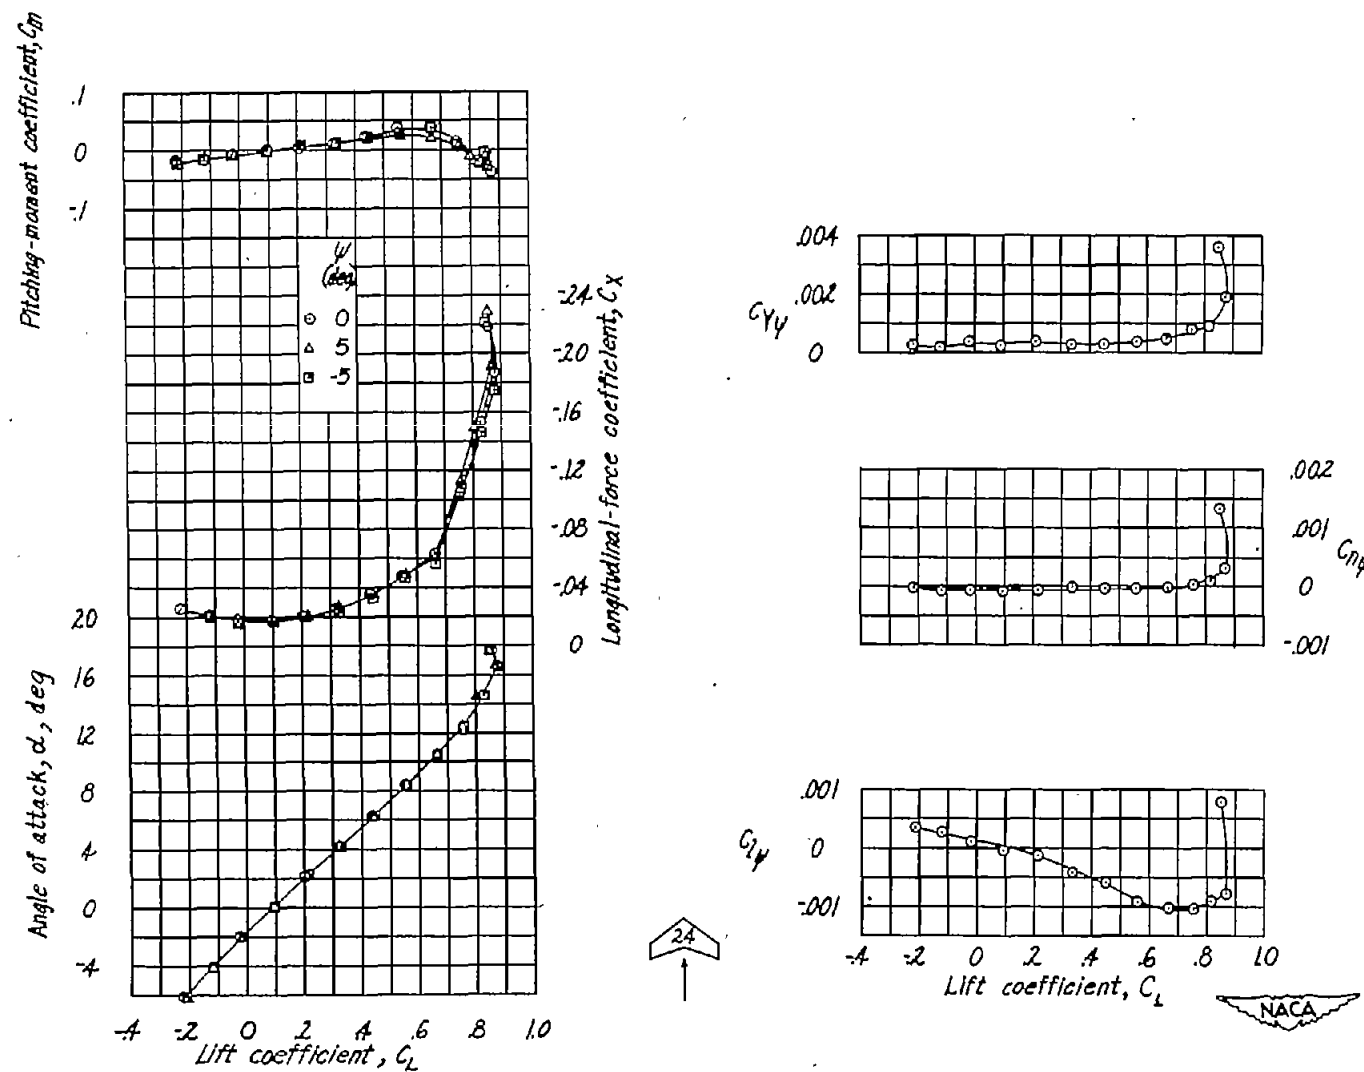 Pitching-moment coefficient, Cm
.1
0
-.1
ψ
(deg)
0
5
-5
Longitudinal-force coefficient, CX
-.24
-.20
-.16
-.12
-.08
-.04
0
Angle of attack, α, deg
20
16
12
8
4
0
-4
-.4 -.2 0 .2 .4 .6 .8 1.0
Lift coefficient, CL
24
CYψ
.004
.002
0
.002
.001
0
-.001
Cnψ
Clψ
.001
0
-.001
-.4 -.2 0 .2 .4 .6 .8 1.0
Lift coefficient, CL
NACA